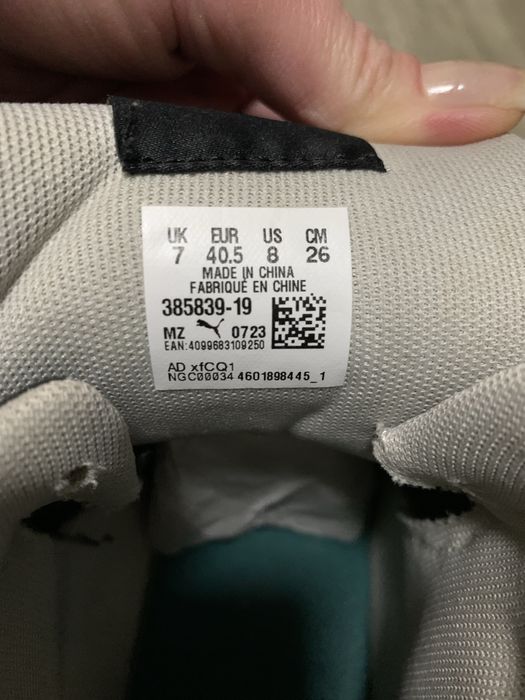 UK EUR US CM
7 40.5 8 26
MADE IN CHINA
FABRIQUÉ EN CHINE
385839-19
MZ 0723
EAN:4099683109250
AD xfCQ1
NGC00034 4601898445_1